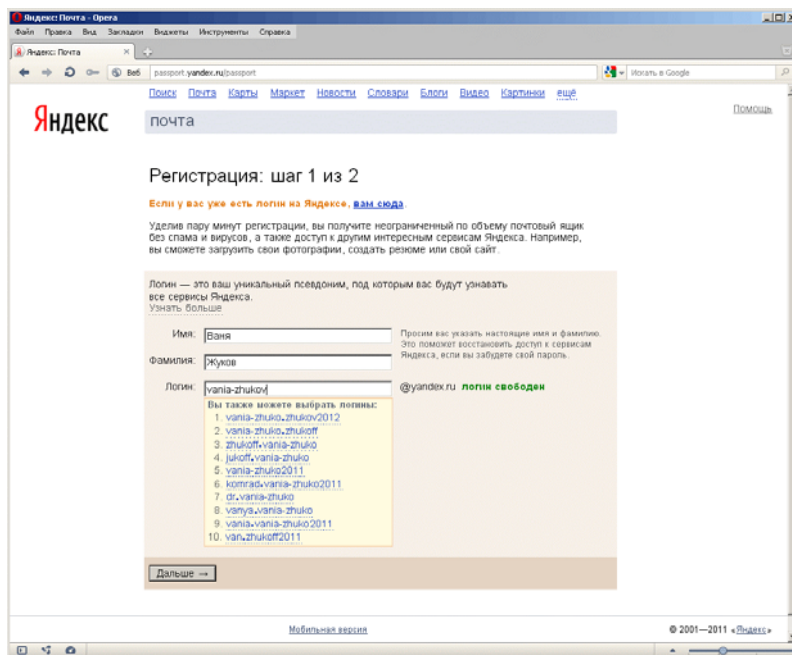 Яндекс: Почта - Opera
Файл Правка Вид Закладки Виджеты Инструменты Справка
Яндекс: Почта
Веб passport.yandex.ru/passport Искать в Google
Поиск Почта Карты Маркет Новости Словари Блоги Видео Картинки ещё
Помощь
Яндекс
почта
Регистрация: шаг 1 из 2
Если у вас уже есть логин на Яндексе, вам сюда.
Уделив пару минут регистрации, вы получите неограниченный по объему почтовый ящик
без спама и вирусов, а также доступ к другим интересным сервисам Яндекса. Например,
вы сможете загрузить свои фотографии, создать резюме или свой сайт.
Логин — это ваш уникальный псевдоним, под которым вас будут узнавать
все сервисы Яндекса.
Узнать больше
Имя: Ваня
Просим вас указать настоящие имя и фамилию.
Это поможет восстановить доступ к сервисам
Яндекса, если вы забудете свой пароль.
Фамилия: Жуков
Логин: vania-zhukov @yandex.ru логин свободен
Вы также можете выбрать логины:
1. vania-zhuko.zhukov2012
2. vania-zhuko.zhukoff
3. zhukoff.vania-zhuko
4. jukoff.vania-zhuko
5. vania-zhuko2011
6. komrad.vania-zhuko2011
7. dr.vania-zhuko
8. vanya.vania-zhuko
9. vania.vania-zhuko2011
10. van.zhukoff2011
Дальше →
Мобильная версия
© 2001—2011 «Яндекс»